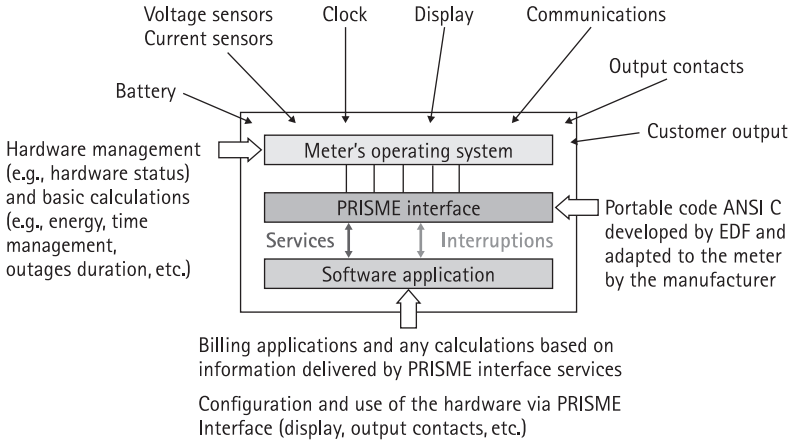 Voltage sensors
Current sensors
Clock
Display
Communications
Output contacts
Battery
Customer output
Hardware management
(e.g., hardware status)
and basic calculations
(e.g., energy, time
management,
outages duration, etc.)
Meter's operating system
PRISME interface
Services
Interruptions
Software application
Portable code ANSI C
developed by EDF and
adapted to the meter
by the manufacturer
Billing applications and any calculations based on
information delivered by PRISME interface services
Configuration and use of the hardware via PRISME
Interface (display, output contacts, etc.)